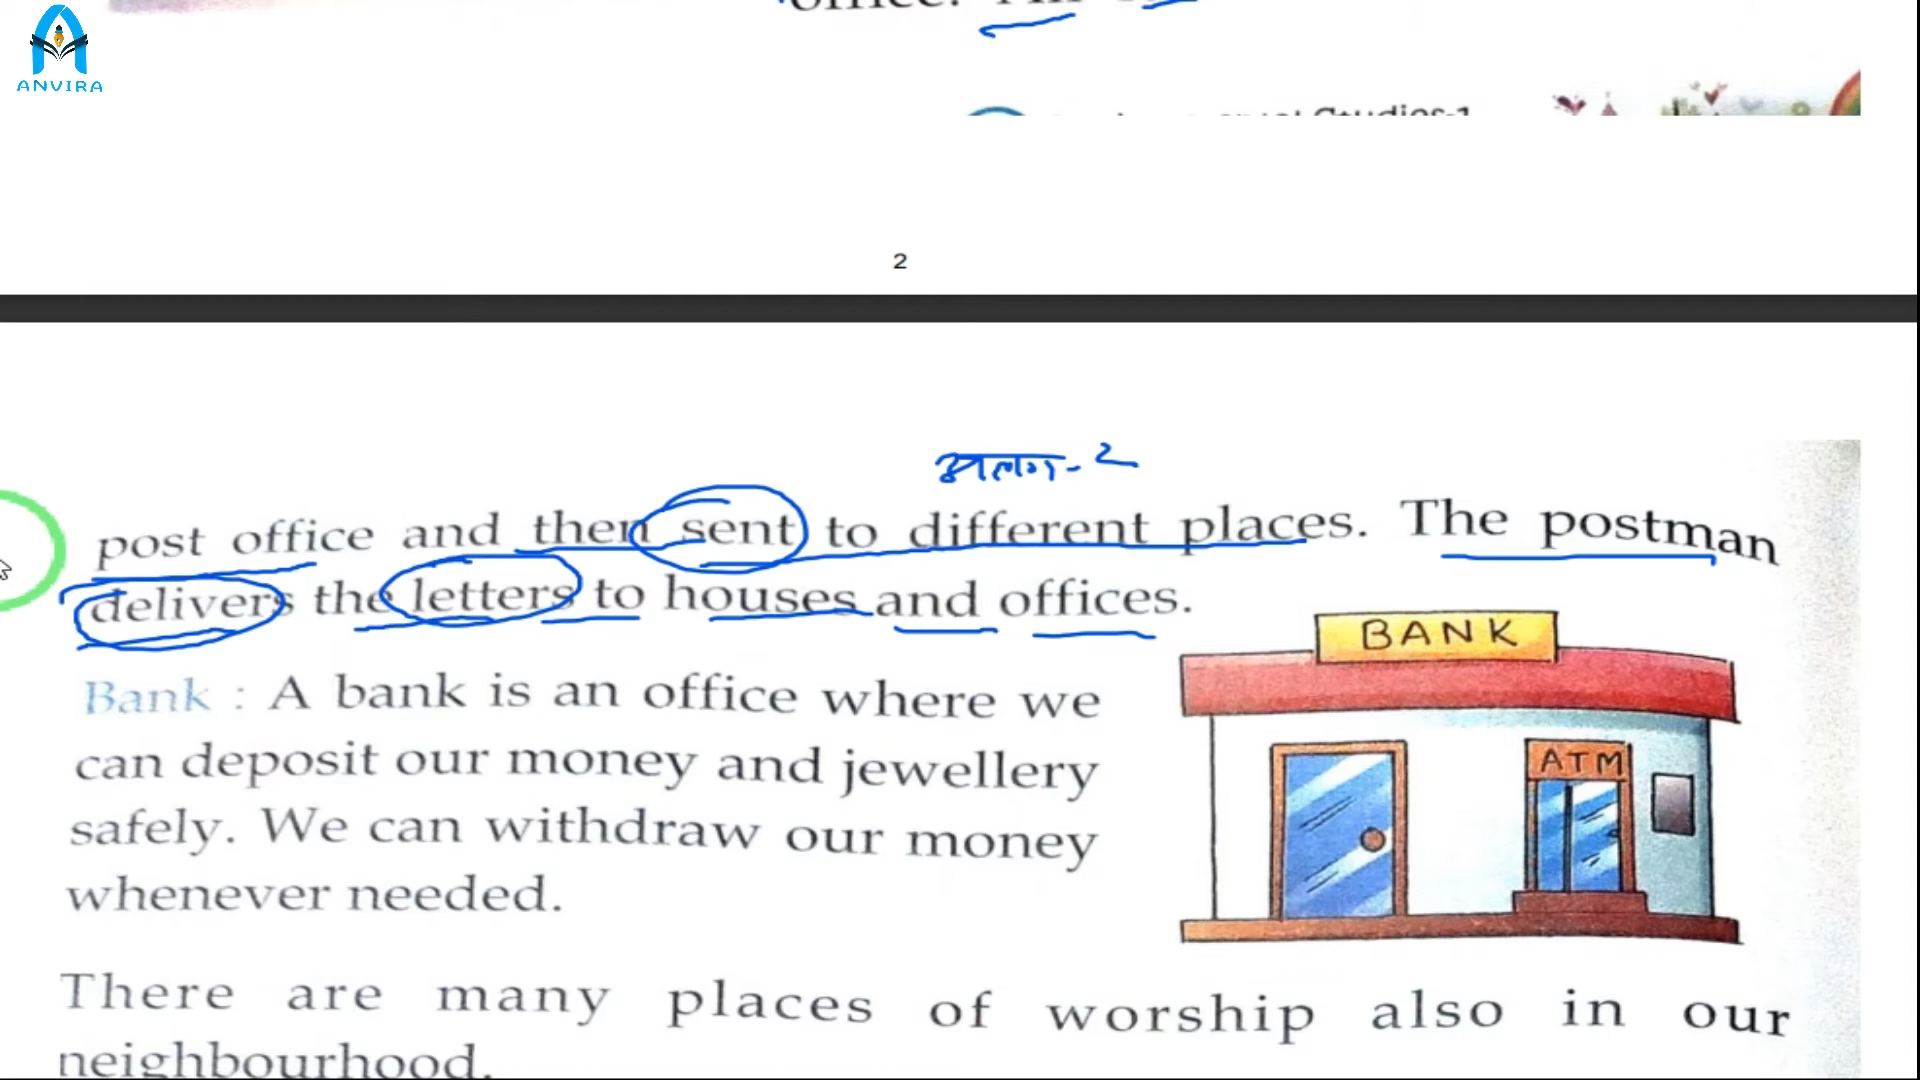 ANVIRA
2
अलग-2
post office and then sent to different places. The postman
delivers the letters to houses and offices.
BANK
Bank : A bank is an office where we
ATM
can deposit our money and jewellery
safely. We can withdraw our money
whenever needed.
There are many places of worship also in our
neighbourhood.